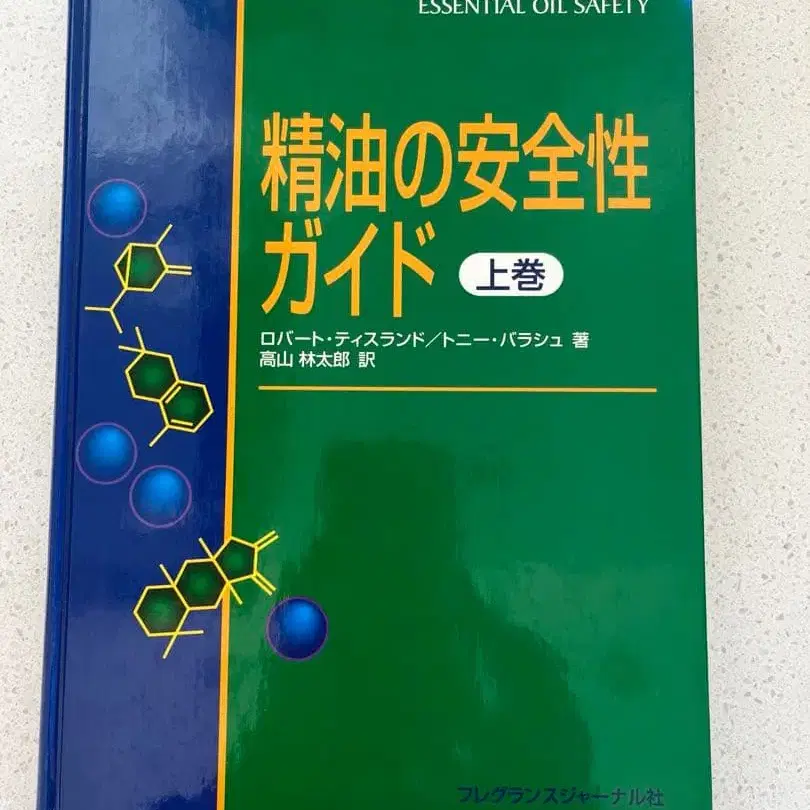 ESSENTIAL OIL SAFETY
精油の安全性
ガイド 上巻
ロバート・ティスランド／トニー・バラシュ 著
高山 林太郎 訳
フレグランスジャーナル社